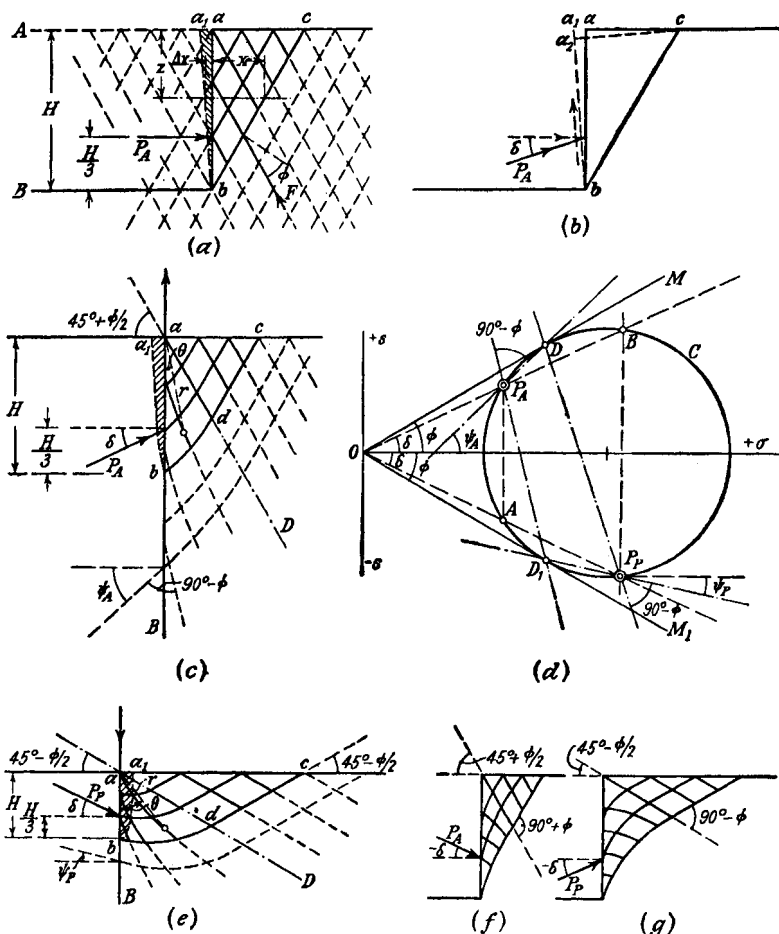 A a₁ a c
Δx x
z
H
P_A
H/3
ϕ
F
B b
(a)
a₁ a c
a₂
δ
P_A
b
(b)
45°+ϕ/2
a c
a₁ θ
H
r
d
H/3
δ
P_A
b
D
ψ_A
90°-ϕ
B
(c)
+s
M
90°-ϕ
D B
C
P_A
O δ ϕ ψ_A
δ ϕ
+σ
A
D₁
P_P
-s
ψ_P
90°-ϕ
M₁
(d)
45°-ϕ/2
a a₁ c
45°-ϕ/2
H
H/3
P_P
r
δ
θ
d
b
ψ_P
D
B
(e)
45°+ϕ/2
P_A
-δ
90°+ϕ
(f)
45°-ϕ/2
90°-ϕ
-δ
P_P
(g)